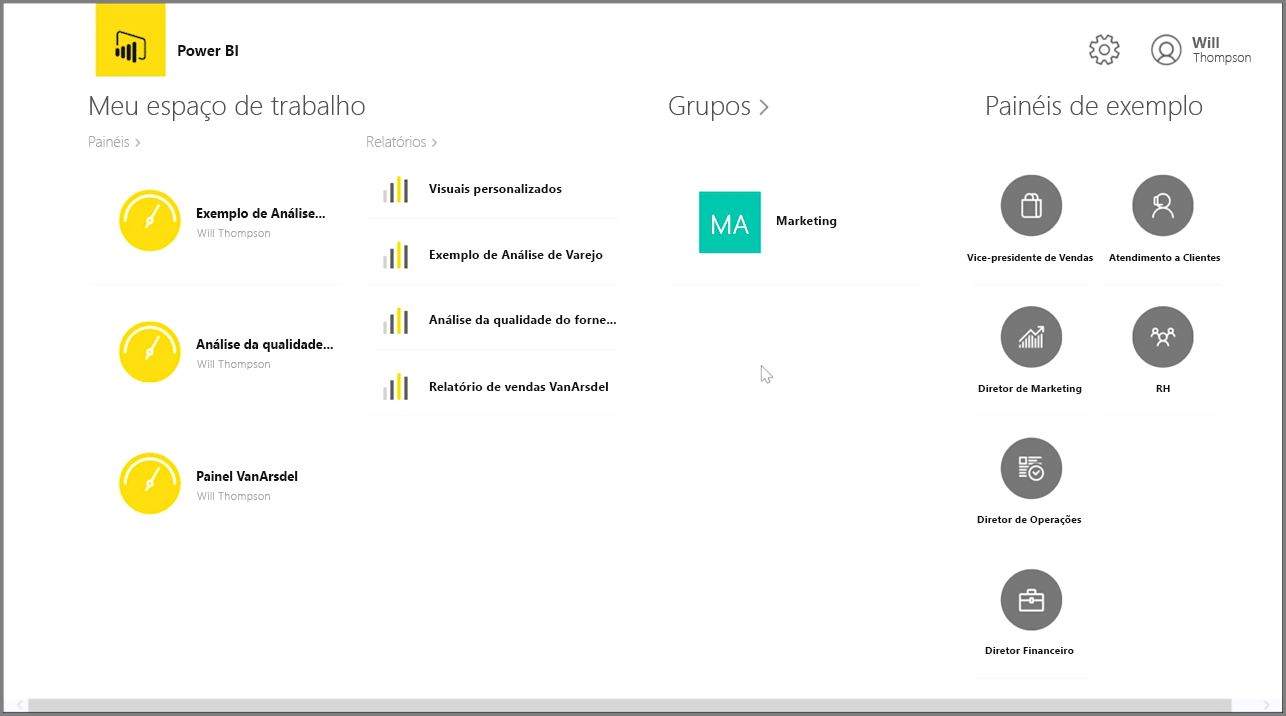 Power BI
Will
Thompson
Meu espaço de trabalho
Painéis >
Exemplo de Análise...
Will Thompson
Análise da qualidade...
Will Thompson
Painel VanArsdel
Will Thompson
Relatórios >
Visuais personalizados
Exemplo de Análise de Varejo
Análise da qualidade do forne...
Relatório de vendas VanArsdel
Grupos >
MA
Marketing
Painéis de exemplo
Vice-presidente de Vendas
Atendimento a Clientes
Diretor de Marketing
RH
Diretor de Operações
Diretor Financeiro